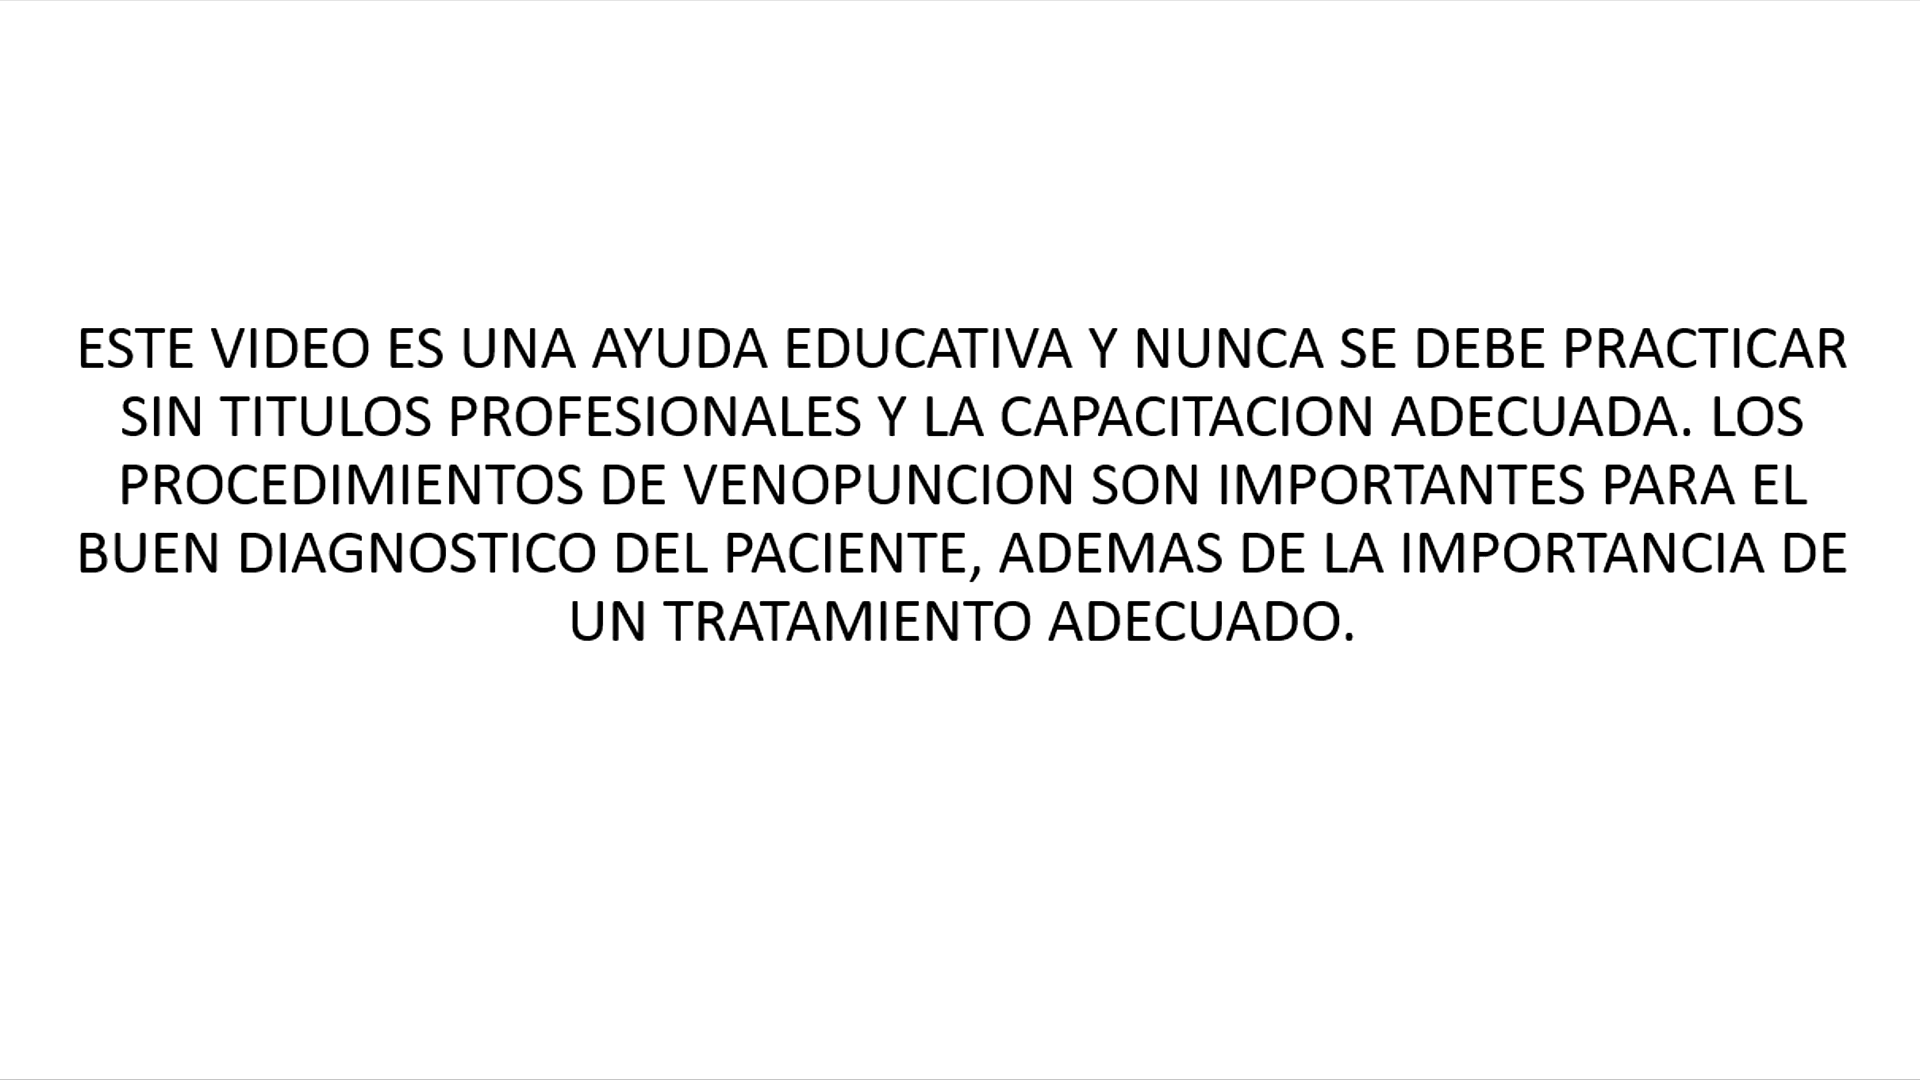 ESTE VIDEO ES UNA AYUDA EDUCATIVA Y NUNCA SE DEBE PRACTICAR
SIN TITULOS PROFESIONALES Y LA CAPACITACION ADECUADA. LOS
PROCEDIMIENTOS DE VENOPUNCION SON IMPORTANTES PARA EL
BUEN DIAGNOSTICO DEL PACIENTE, ADEMAS DE LA IMPORTANCIA DE
UN TRATAMIENTO ADECUADO.